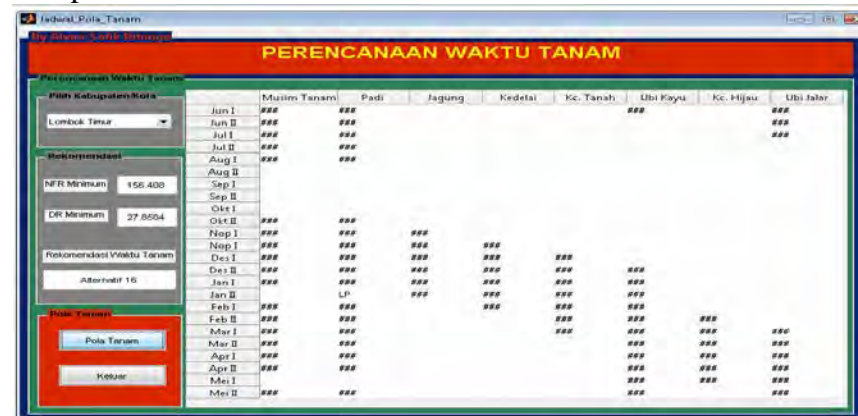 Jadwal_Pola_Tanam
PERENCANAAN WAKTU TANAM
Perencanaan Waktu Tanam
Pilih Kabupaten/Kota
Lombok Timur
Rekomendasi
NFR Minimum 156.408
DR Minimum 27.8504
Rekomendasi Waktu Tanam
Alternatif 16
Pola Tanam
Pola Tanam
Keluar
Musim Tanam Padi Jagung Kedelai Kc. Tanah Ubi Kayu Kc. Hijau Ubi Jalar
Jun I ### ### ### ###
Jun II ### ### ###
Jul I ### ### ###
Jul II ### ###
Aug I ### ###
Aug II
Sep I
Sep II
Okt I
Okt II ### ###
Nop I ### ### ###
Nop I ### ### ### ###
Des I ### ### ### ### ###
Des II ### ### ### ### ### ###
Jan I ### ### ### ### ### ###
Jan II LP ### ### ### ###
Feb I ### ### ### ### ###
Feb II ### ### ### ### ###
Mar I ### ### ### ### ### ###
Mar II ### ### ### ### ###
Apr I ### ### ### ### ###
Apr II ### ### ### ### ###
Mei I ### ### ###
Mei II ### ### ### ###